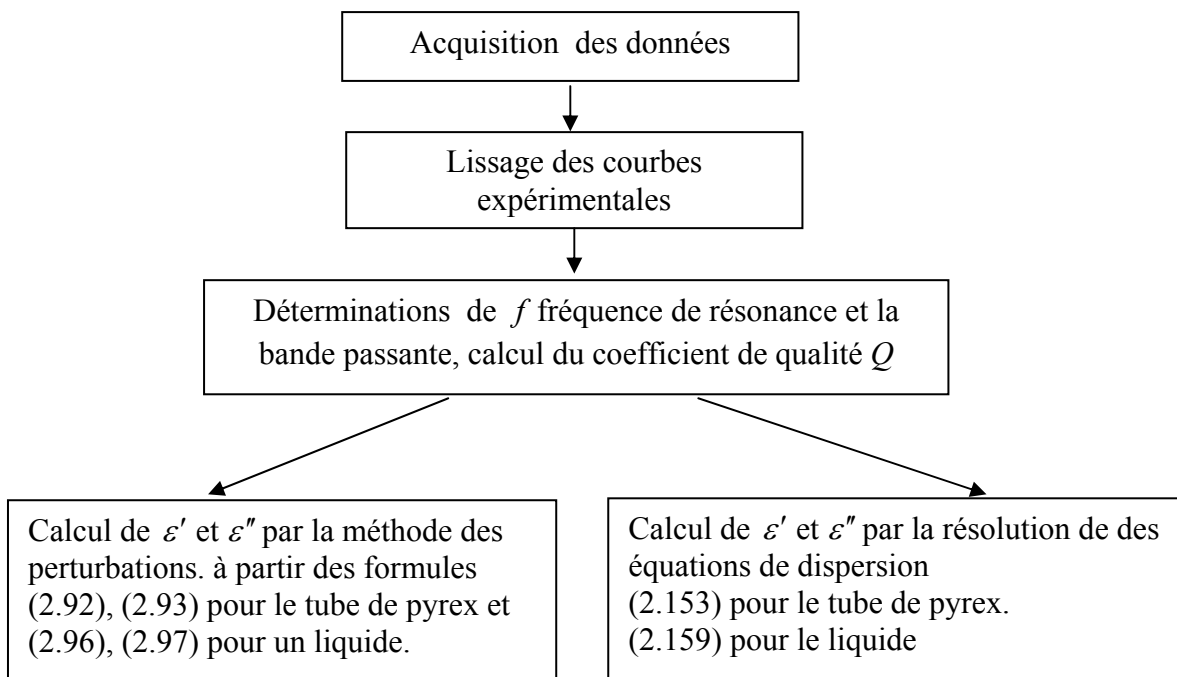 Acquisition des données
Lissage des courbes
expérimentales
Déterminations de f fréquence de résonance et la
bande passante, calcul du coefficient de qualité Q
Calcul de ε′ et ε″ par la méthode des
perturbations. à partir des formules
(2.92), (2.93) pour le tube de pyrex et
(2.96), (2.97) pour un liquide.
Calcul de ε′ et ε″ par la résolution de des
équations de dispersion
(2.153) pour le tube de pyrex.
(2.159) pour le liquide